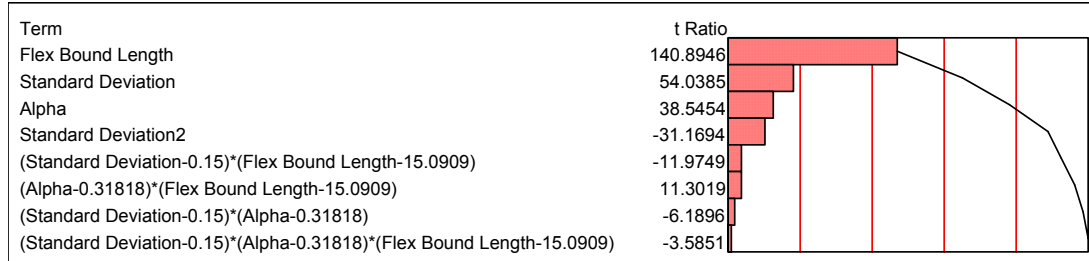 Term t Ratio
Flex Bound Length 140.8946
Standard Deviation 54.0385
Alpha 38.5454
Standard Deviation2 -31.1694
(Standard Deviation-0.15)*(Flex Bound Length-15.0909) -11.9749
(Alpha-0.31818)*(Flex Bound Length-15.0909) 11.3019
(Standard Deviation-0.15)*(Alpha-0.31818) -6.1896
(Standard Deviation-0.15)*(Alpha-0.31818)*(Flex Bound Length-15.0909) -3.5851